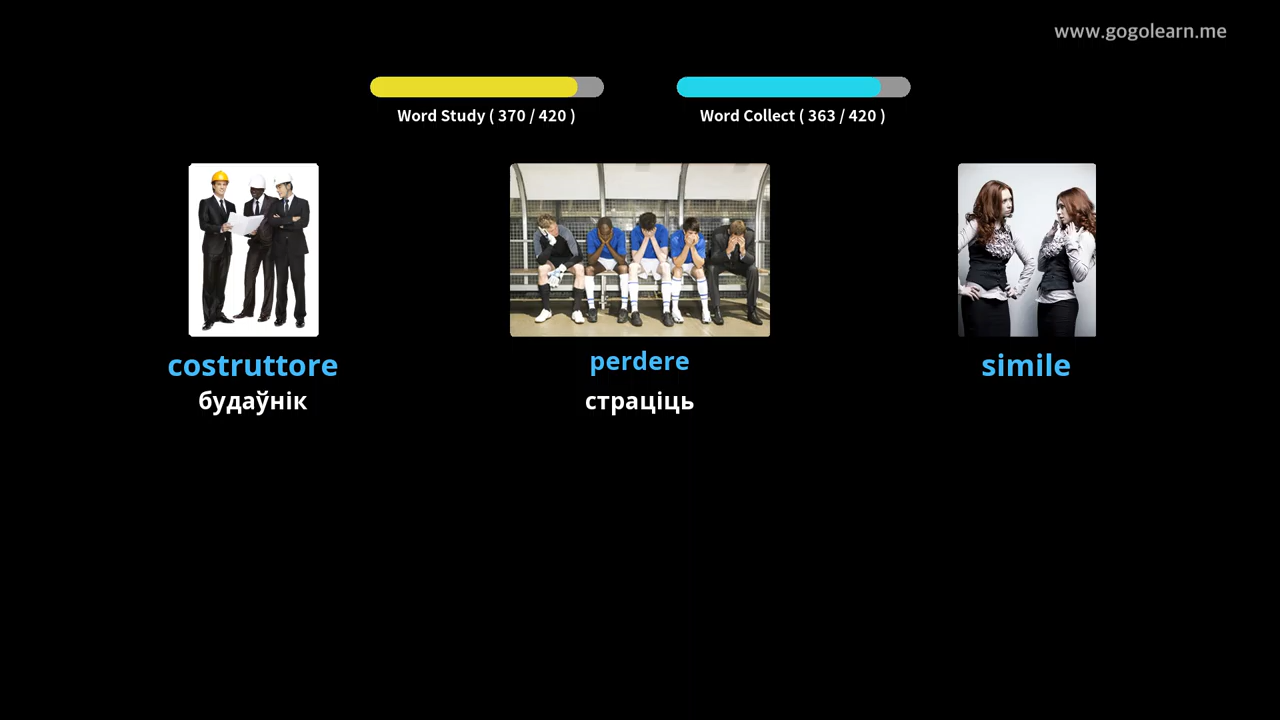 www.gogolearn.me
Word Study ( 370 / 420 )
Word Collect ( 363 / 420 )
costruttore
будаўнік
perdere
страціць
simile